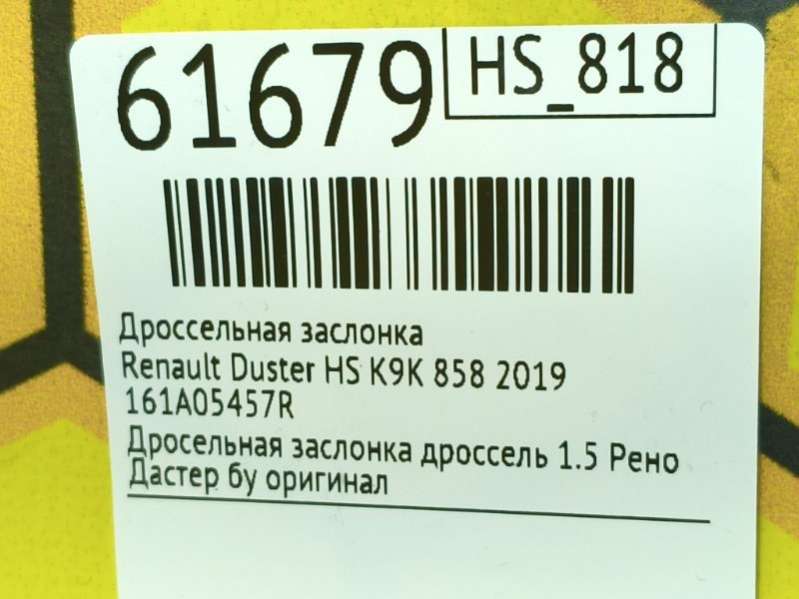 61679
HS_818
Дроссельная заслонка
Renault Duster HS K9K 858 2019
161A05457R
Дросельная заслонка дроссель 1.5 Рено
Дастер бу оригинал